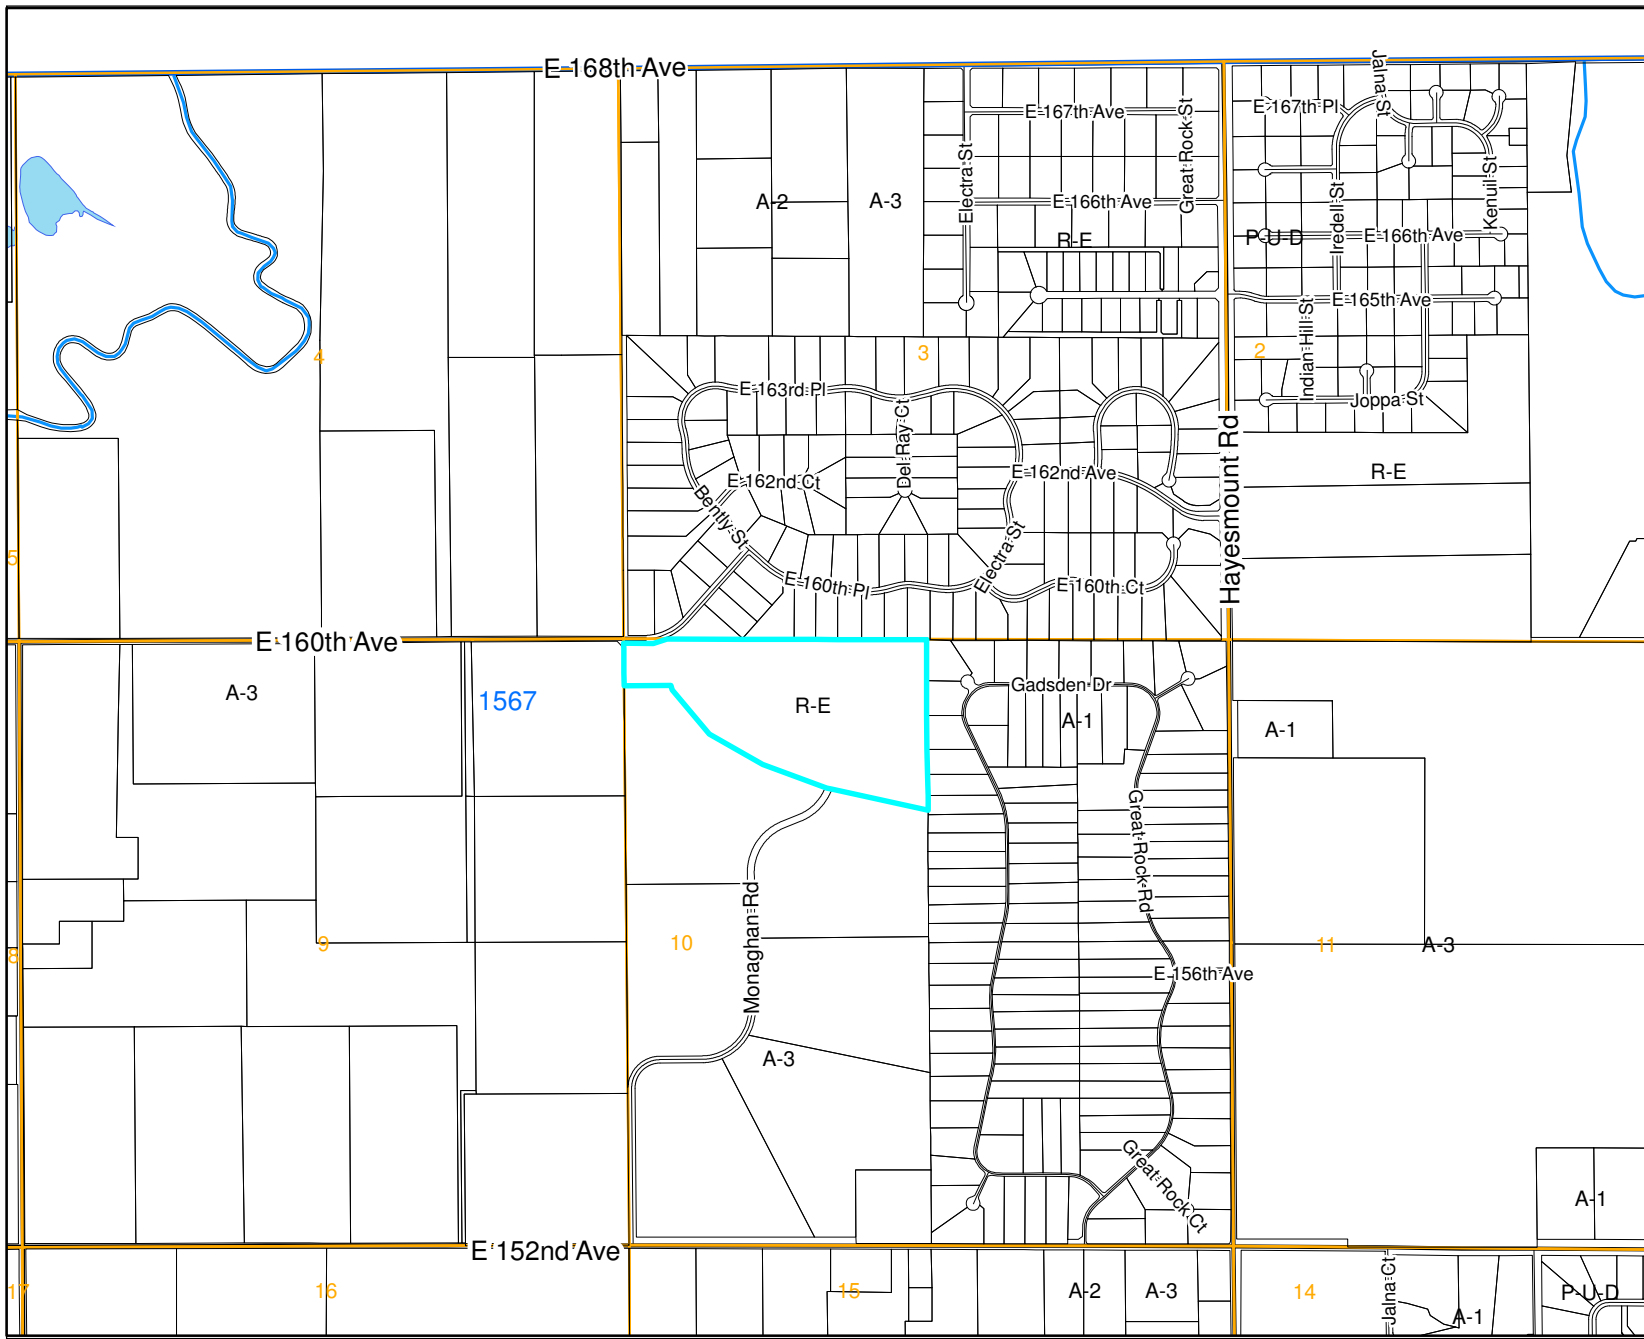 E 168th Ave
Jalna St
E 167th Pl
E 167th Ave
Great Rock St
Electra St
Kenuil St
Iredell St
A-2
A-3
E 166th Ave
R-E
P-U-D
E 166th Ave
E 165th Ave
Indian Hill St
4
3
2
E 163rd Pl
Del Ray Ct
Joppa St
Hayesmount Rd
E 162nd Ct
E 162nd Ave
R-E
Bently St
Electra St
5
E 160th Pl
E 160th Ct
E 160th Ave
A-3
1567
R-E
Gadsden Dr
A-1
A-1
Great Rock Rd
Monaghan Rd
8
9
10
11
A-3
E 156th Ave
A-3
Great Rock Ct
A-1
E 152nd Ave
17
16
15
A-2
A-3
14
Jalna Ct
P-U-D
A-1